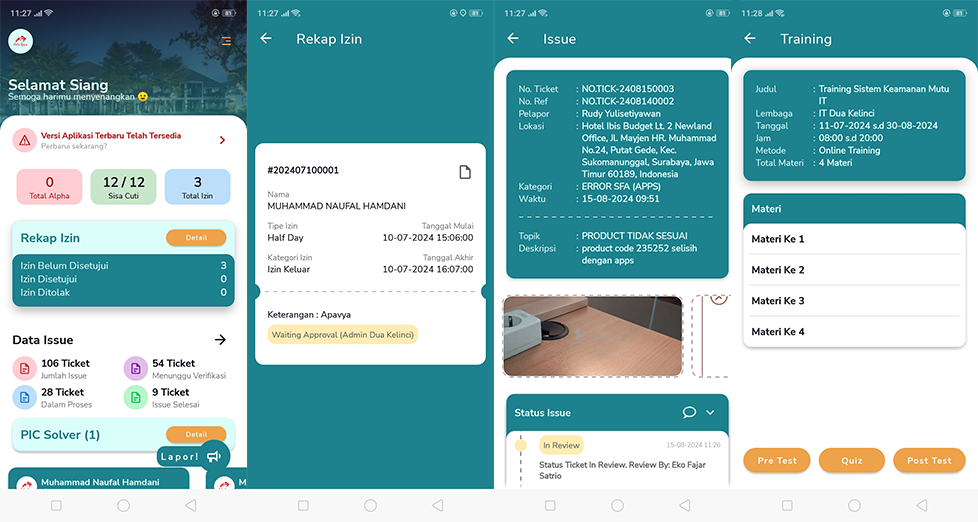 11:27
81
Selamat Siang
Semoga harimu menyenangkan 😉
Versi Aplikasi Terbaru Telah Tersedia
Perbarui sekarang?
0
Total Alpha
12 / 12
Sisa Cuti
3
Total Izin
Rekap Izin
Detail
Izin Belum Disetujui 3
Izin Disetujui 0
Izin Ditolak 0
Data Issue
106 Ticket
Jumlah Issue
54 Ticket
Menunggu Verifikasi
28 Ticket
Dalam Proses
9 Ticket
Issue Selesai
PIC Solver (1)
Detail
Lapor!
Muhammad Naufal Hamdani
M
11:27
81
Rekap Izin
#202407100001
Nama
MUHAMMAD NAUFAL HAMDANI
Tipe Izin Tanggal Mulai
Half Day 10-07-2024 15:06:00
Kategori Izin Tanggal Akhir
Izin Keluar 10-07-2024 16:07:00
Keterangan : Apavya
Waiting Approval (Admin Dua Kelinci)
11:27
81
Issue
No. Ticket : NO.TICK-2408150003
No. Ref : NO.TICK-2408140002
Pelapor : Rudy Yulisetiyawan
Lokasi : Hotel Ibis Budget Lt. 2 Newland
Office, Jl. Mayjen HR. Muhammad
No.24, Putat Gede, Kec.
Sukomanunggal, Surabaya, Jawa
Timur 60189, Indonesia
Kategori : ERROR SFA (APPS)
Waktu : 15-08-2024 09:51
Topik : PRODUCT TIDAK SESUAI
Deskripsi : product code 235252 selisih
dengan apps
Status Issue
In Review 15-08-2024 11:26
Status Ticket In Review. Review By: Eko Fajar
Satrio
11:28
81
Training
Judul : Training Sistem Keamanan Mutu
IT
Lembaga : IT Dua Kelinci
Tanggal : 11-07-2024 s.d 30-08-2024
Jam : 08:00 s.d 20:00
Metode : Online Training
Total Materi : 4 Materi
Materi
Materi Ke 1
Materi Ke 2
Materi Ke 3
Materi Ke 4
Pre Test
Quiz
Post Test